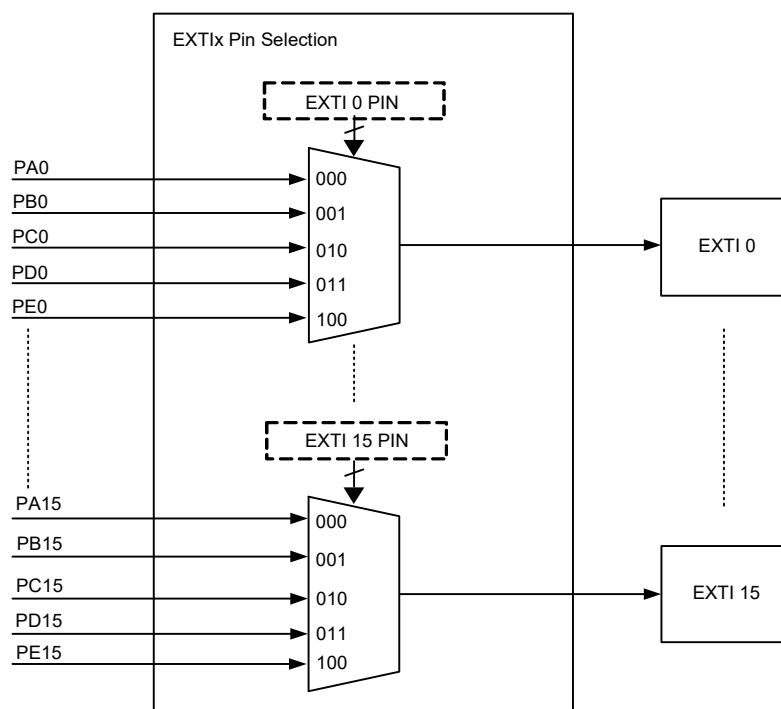 EXTIx Pin Selection
EXTI 0 PIN
PA0
000
PB0
001
PC0
010
EXTI 0
PD0
011
PE0
100
EXTI 15 PIN
PA15
000
PB15
001
PC15
010
EXTI 15
PD15
011
PE15
100